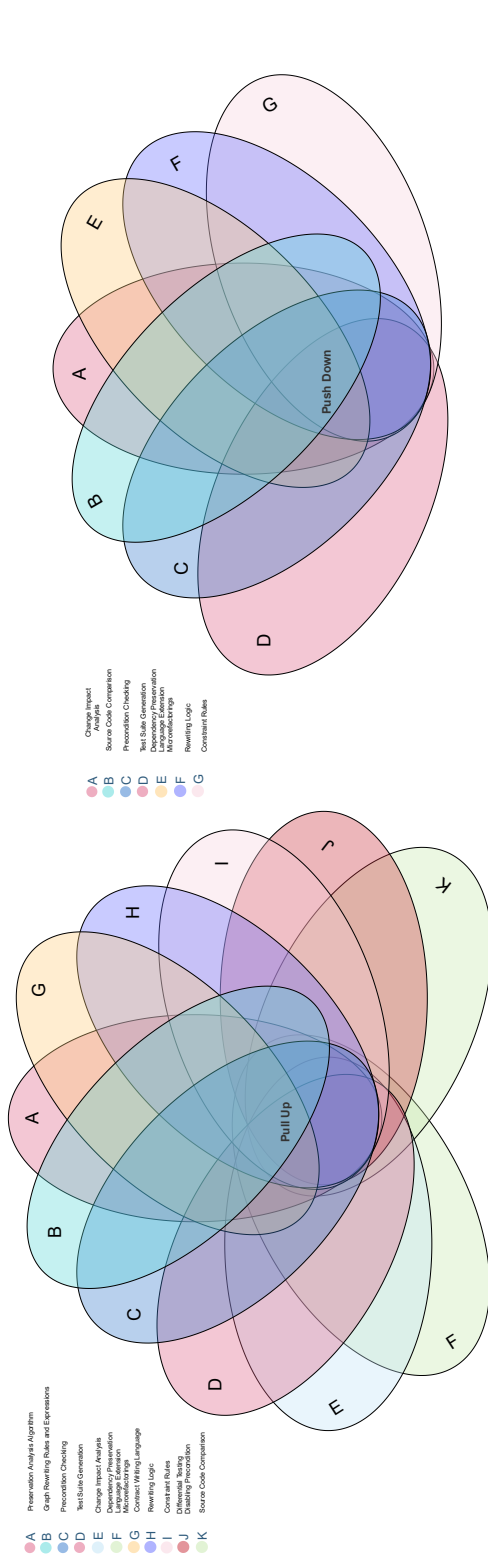 A Preservation Analysis Algorithm
B Graph Rewriting Rules and Expressions
C Precondition Checking
D Test Suite Generation
E Change Impact Analysis
F Dependency Preservation
Language Extension
Microrefactorings
G Contract Writing Language
H Rewriting Logic
I Constraint Rules
J Differential Testing
Disabling Precondition
K Source Code Comparison
A
B
G
C
H
D
I
E
J
F
K
Pull Up
A Change Impact
Analysis
B Source Code Comparison
C Precondition Checking
D Test Suite Generation
E Dependency Preservation
Language Extension
Microrefactorings
F Rewriting Logic
G Constraint Rules
A
B
E
C
F
D
G
Push Down